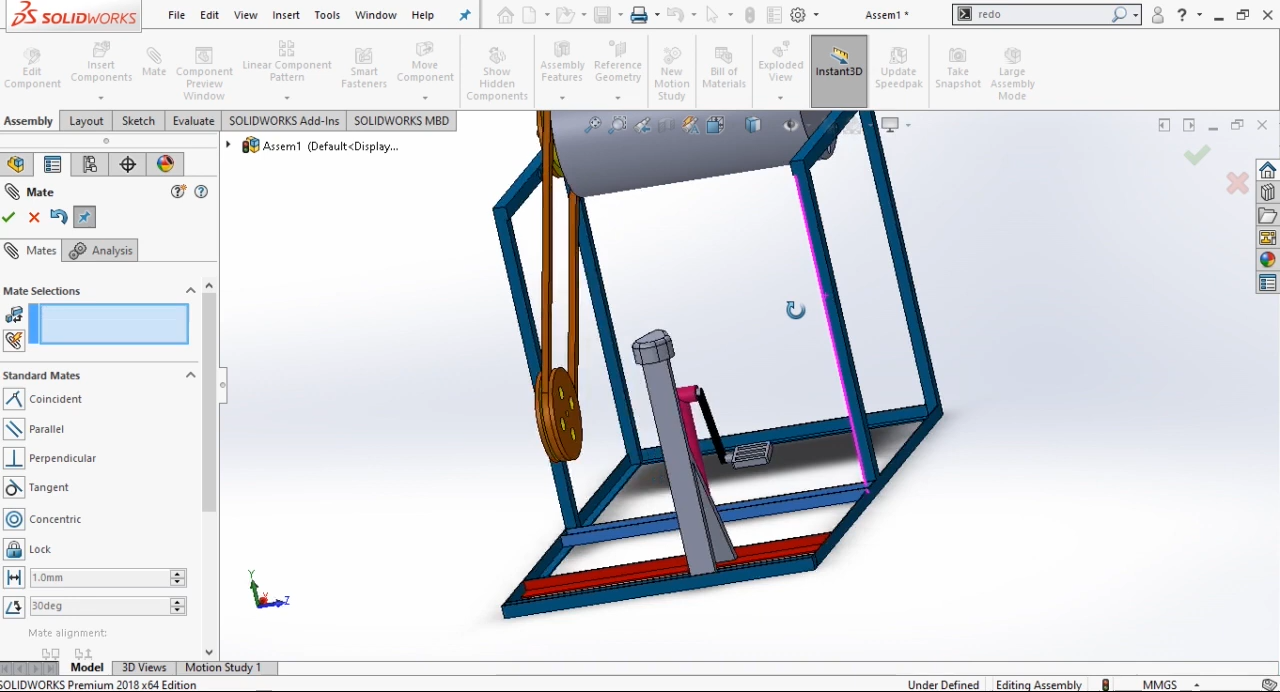 SOLIDWORKS
File Edit View Insert Tools Window Help
Assem1 *
redo
Edit Component
Insert Components
Mate
Component Preview Window
Linear Component Pattern
Smart Fasteners
Move Component
Show Hidden Components
Assembly Features
Reference Geometry
New Motion Study
Bill of Materials
Exploded View
Instant3D
Update Speedpak
Take Snapshot
Large Assembly Mode
Assembly Layout Sketch Evaluate SOLIDWORKS Add-Ins SOLIDWORKS MBD
Assem1 (Default<Display...
Mate
Mates Analysis
Mate Selections
Standard Mates
Coincident
Parallel
Perpendicular
Tangent
Concentric
Lock
1.0mm
30deg
Mate alignment:
Y
Z
Model 3D Views Motion Study 1
SOLIDWORKS Premium 2018 x64 Edition
Under Defined Editing Assembly MMGS